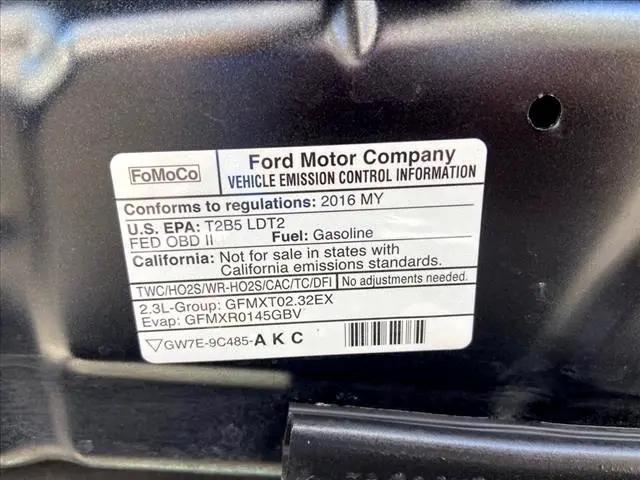 FoMoCo
Ford Motor Company
VEHICLE EMISSION CONTROL INFORMATION
Conforms to regulations: 2016 MY
U.S. EPA: T2B5 LDT2
FED OBD II Fuel: Gasoline
California: Not for sale in states with
California emissions standards.
TWC/HO2S/WR-HO2S/CAC/TC/DFI No adjustments needed.
2.3L-Group: GFMXT02.32EX
Evap: GFMXR0145GBV
GW7E-9C485-A K C